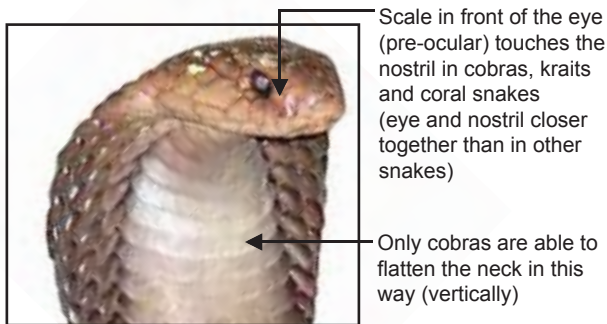 Scale in front of the eye
(pre-ocular) touches the
nostril in cobras, kraits
and coral snakes
(eye and nostril closer
together than in other
snakes)
Only cobras are able to
flatten the neck in this
way (vertically)